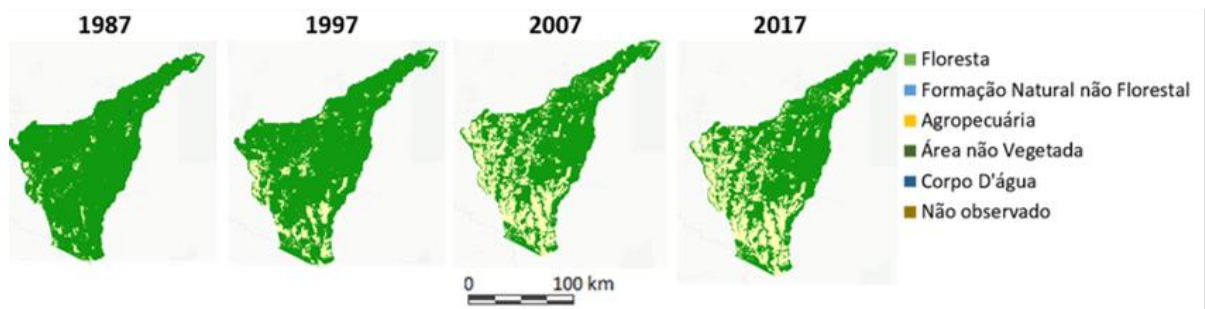 1987 1997 2007 2017
Floresta
Formação Natural não Florestal
Agropecuária
Área não Vegetada
Corpo D'água
Não observado
0 100 km